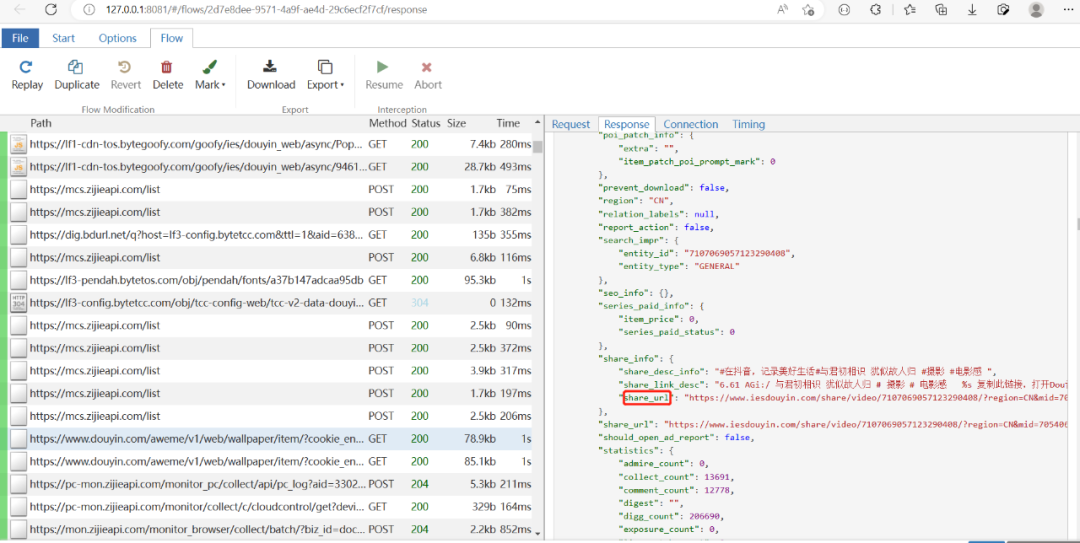 127.0.0.1:8081/#/flows/2d7e8dee-9571-4a9f-ae4d-29c6ecf2f7cf/response
File Start Options Flow
Replay Duplicate Revert Delete Mark Download Export Resume Abort
Flow Modification Export Interception
Path Method Status Size Time
https://lf1-cdn-tos.bytegoofy.com/goofy/ies/douyin_web/async/Pop... GET 200 7.4kb 280ms
https://lf1-cdn-tos.bytegoofy.com/goofy/ies/douyin_web/async/9461... GET 200 28.7kb 493ms
https://mcs.zijieapi.com/list POST 200 1.7kb 75ms
https://mcs.zijieapi.com/list POST 200 1.7kb 382ms
https://dig.bdurl.net/q?host=lf3-config.bytetcc.com&ttl=1&aid=638... GET 200 135b 355ms
https://mcs.zijieapi.com/list POST 200 6.8kb 116ms
https://lf3-pendah.bytetos.com/obj/pendah/fonts/a37b147adcaa95db GET 200 95.3kb 1s
HTTP 304 https://lf3-config.bytetcc.com/obj/tcc-config-web/tcc-v2-data-douyi... GET 304 0 132ms
https://mcs.zijieapi.com/list POST 200 2.5kb 90ms
https://mcs.zijieapi.com/list POST 200 2.5kb 372ms
https://mcs.zijieapi.com/list POST 200 3.9kb 317ms
https://mcs.zijieapi.com/list POST 200 1.7kb 197ms
https://mcs.zijieapi.com/list POST 200 2.5kb 206ms
https://www.douyin.com/aweme/v1/web/wallpaper/item/?cookie_en... GET 200 78.9kb 1s
https://www.douyin.com/aweme/v1/web/wallpaper/item/?cookie_en... GET 200 85.1kb 1s
https://pc-mon.zijieapi.com/monitor_pc/collect/api/pc_log?aid=3302... POST 204 5.3kb 211ms
https://pc-mon.zijieapi.com/monitor/collect/c/cloudcontrol/get?devi... GET 200 329b 164ms
https://mon.zijieapi.com/monitor_browser/collect/batch/?biz_id=doc... POST 204 2.2kb 852ms
Request Response Connection Timing
"poi_patch_info": {
"extra": "",
"item_patch_poi_prompt_mark": 0
},
"prevent_download": false,
"region": "CN",
"relation_labels": null,
"report_action": false,
"search_impr": {
"entity_id": "7107069057123290408",
"entity_type": "GENERAL"
},
"seo_info": {},
"series_paid_info": {
"item_price": 0,
"series_paid_status": 0
},
"share_info": {
"share_desc_info": "#在抖音，记录美好生活#与君初相识 犹似故人归 #摄影 #电影感 ",
"share_link_desc": "6.61 AGi:/ 与君初相识 犹似故人归 # 摄影 # 电影感 %s 复制此链接，打开Dou
"share_url": "https://www.iesdouyin.com/share/video/7107069057123290408/?region=CN&mid=70
},
"share_url": "https://www.iesdouyin.com/share/video/7107069057123290408/?region=CN&mid=705406
"should_open_ad_report": false,
"statistics": {
"admire_count": 0,
"collect_count": 13691,
"comment_count": 12778,
"digest": "",
"digg_count": 206690,
"exposure_count": 0,